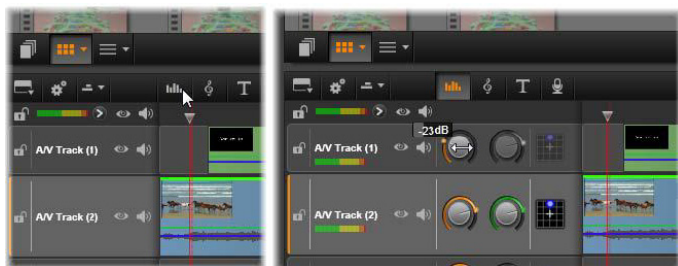 T
A/V Track (1)
A/V Track (2)
T
-23dB
A/V Track (1)
A/V Track (2)